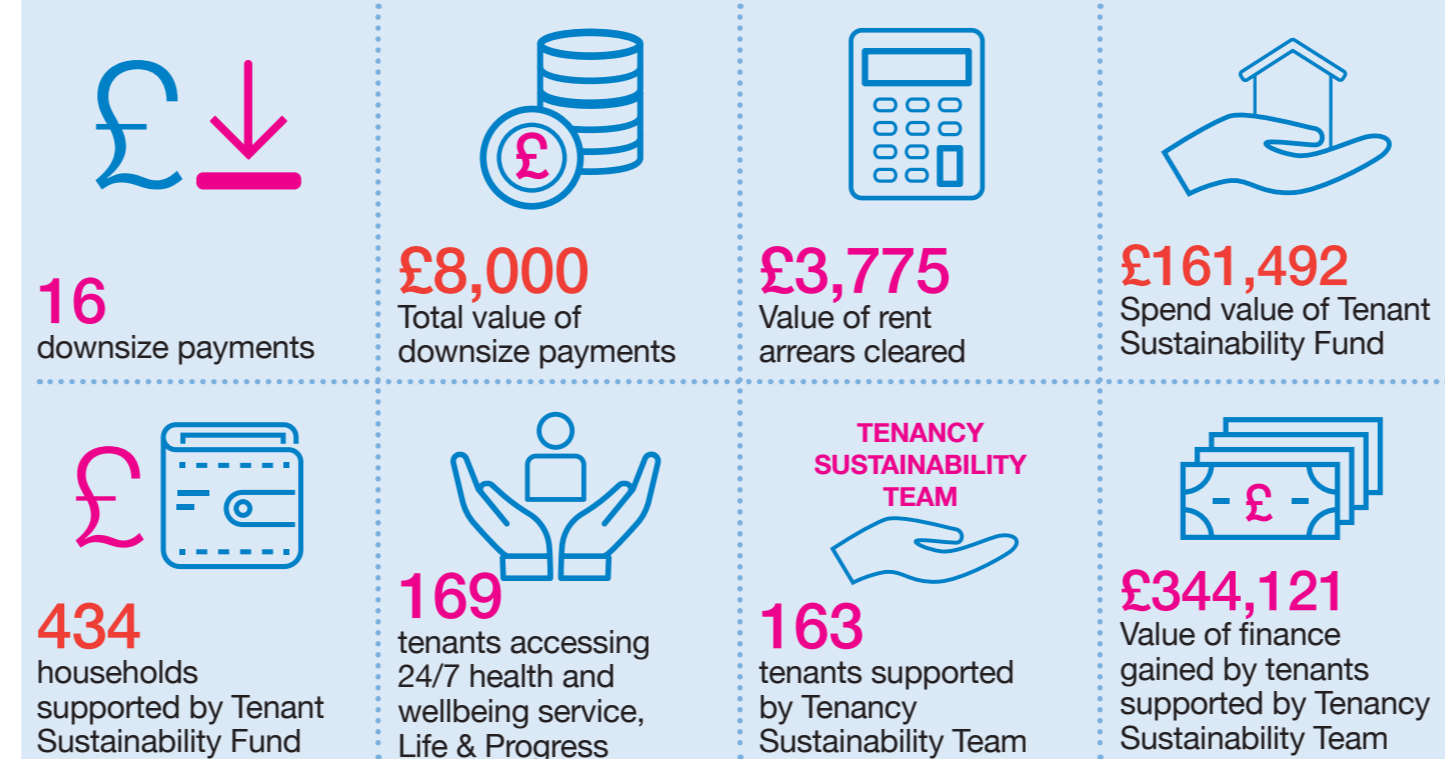 16
downsize payments
£8,000
Total value of
downsize payments
£3,775
Value of rent
arrears cleared
£161,492
Spend value of Tenant
Sustainability Fund
£
434
households
supported by Tenant
Sustainability Fund
169
tenants accessing
24/7 health and
wellbeing service,
Life & Progress
TENANCY
SUSTAINABILITY
TEAM
163
tenants supported
by Tenancy
Sustainability Team
£
£344,121
Value of finance
gained by tenants
supported by Tenancy
Sustainability Team